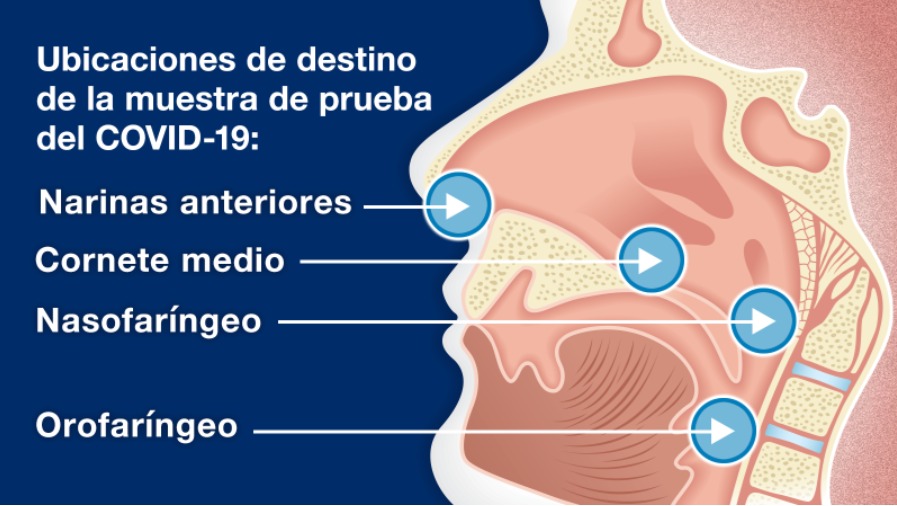 Ubicaciones de destino
de la muestra de prueba
del COVID-19:
Narinas anteriores
Cornete medio
Nasofaríngeo
Orofaríngeo